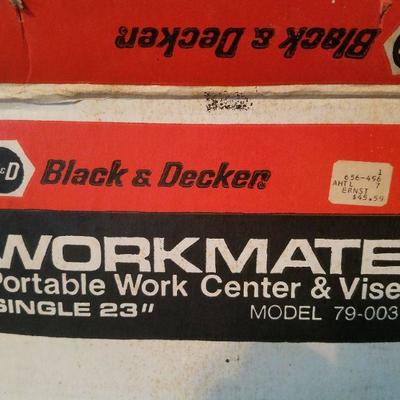 Black & Decker
&D Black & Decker
1
656-456
AHTL 7
ERNST
$45.59
WORKMATE
Portable Work Center & Vise
SINGLE 23"
MODEL 79-003